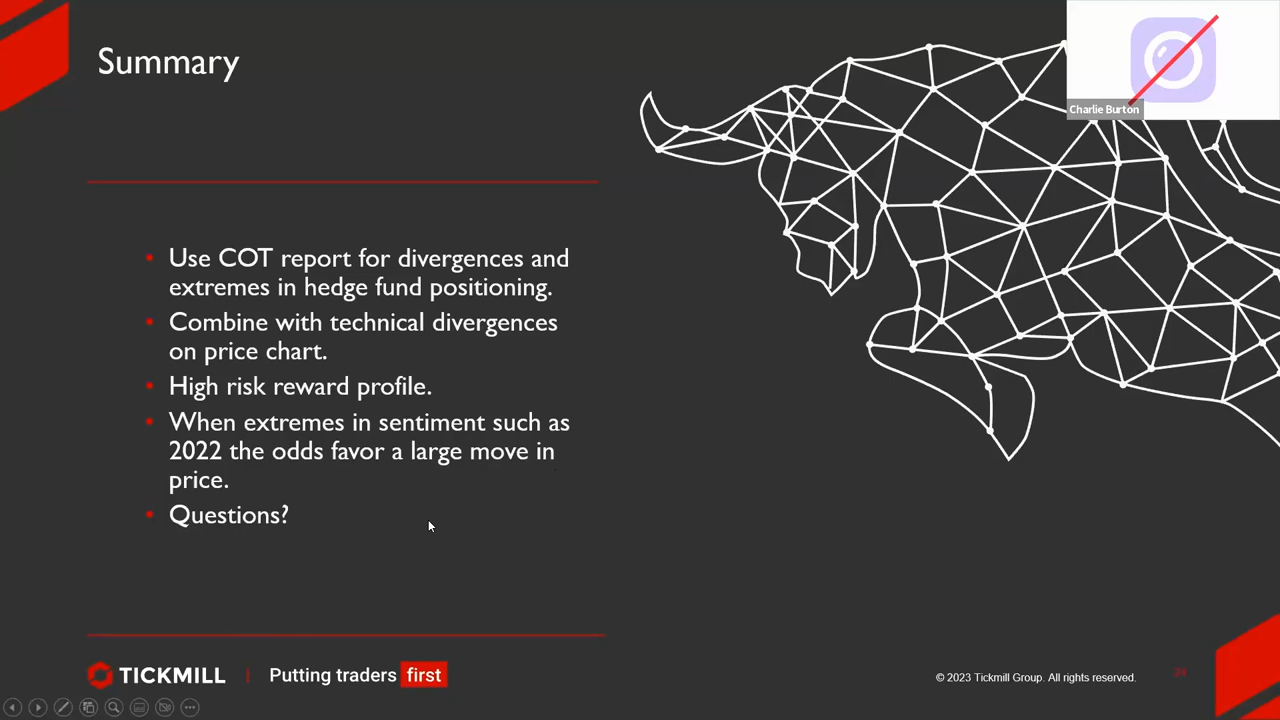 Summary
Charlie Burton
• Use COT report for divergences and
extremes in hedge fund positioning.
• Combine with technical divergences
on price chart.
• High risk reward profile.
• When extremes in sentiment such as
2022 the odds favor a large move in
price.
• Questions?
TICKMILL | Putting traders first
© 2023 Tickmill Group. All rights reserved.
24